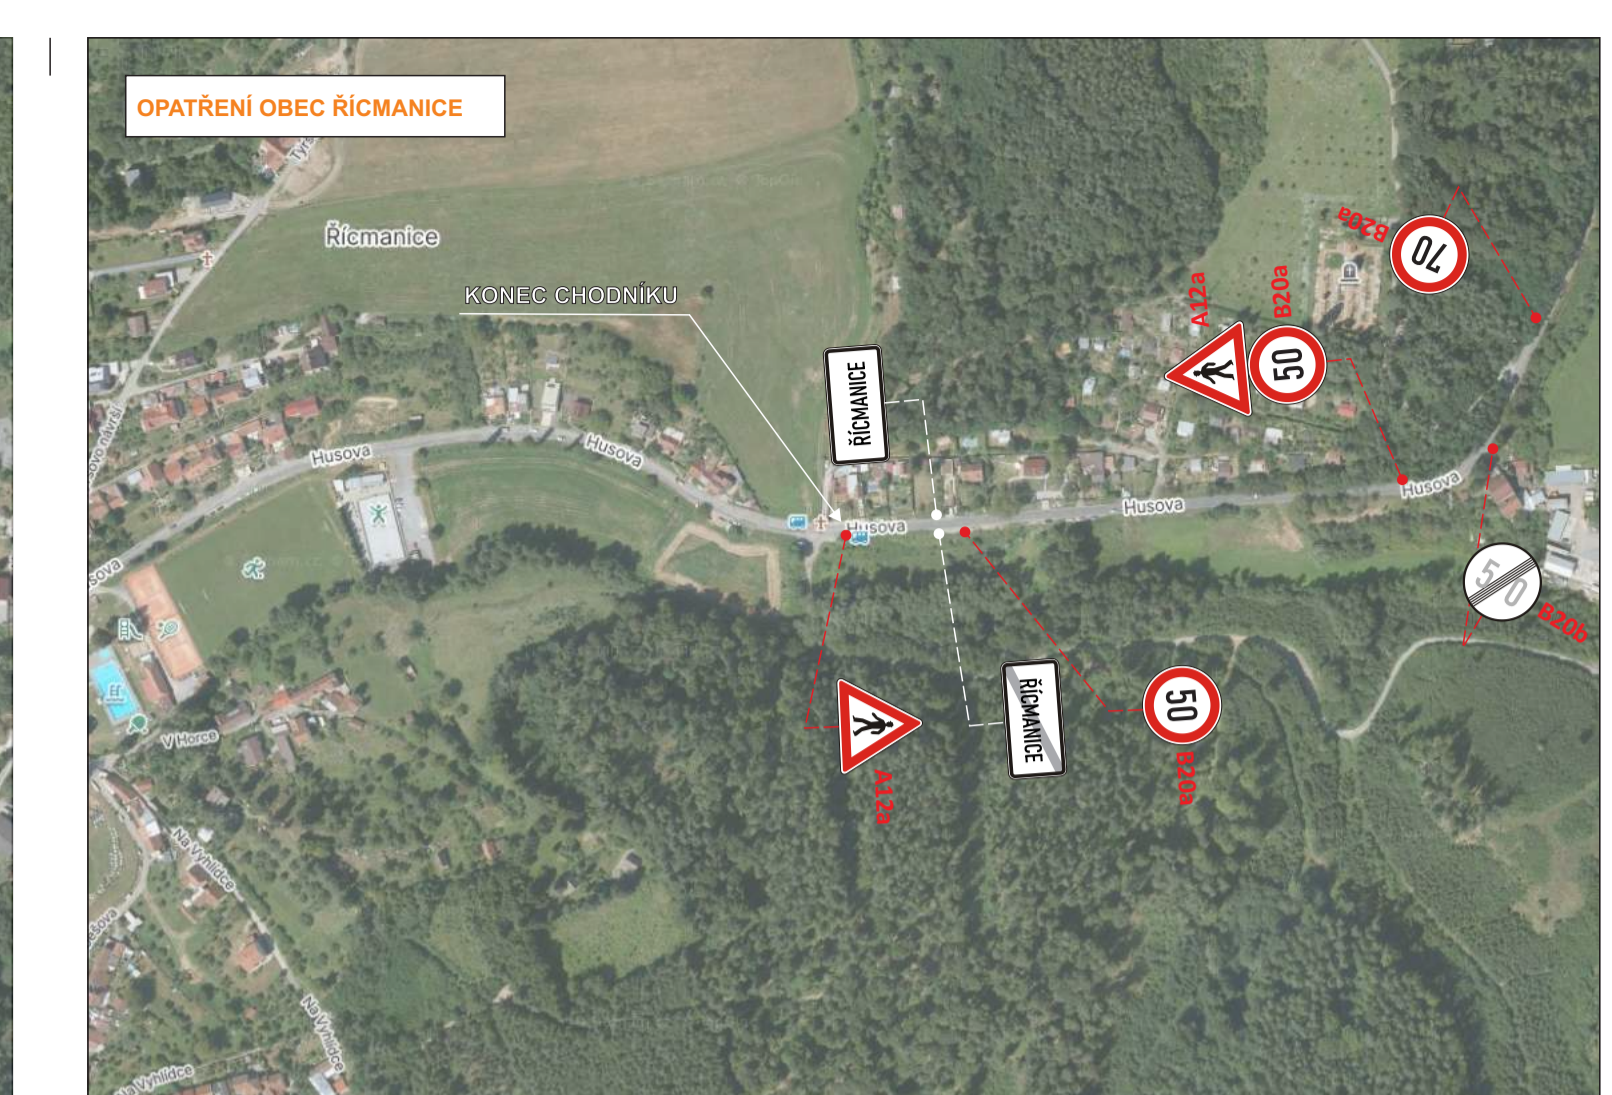 OPATŘENÍ OBEC ŘÍCMANICE
Řícmanice
KONEC CHODNÍKU
ŘÍCMANICE
A12a
B20a
50
B20a
70
Husova
Husova
Husova
Husova
Husova
50
B20b
ŘÍCMANICE
50
B20a
A12a
V Horce
Na Vyhlídce
Na Vyhlídce
Na Vyhlídce